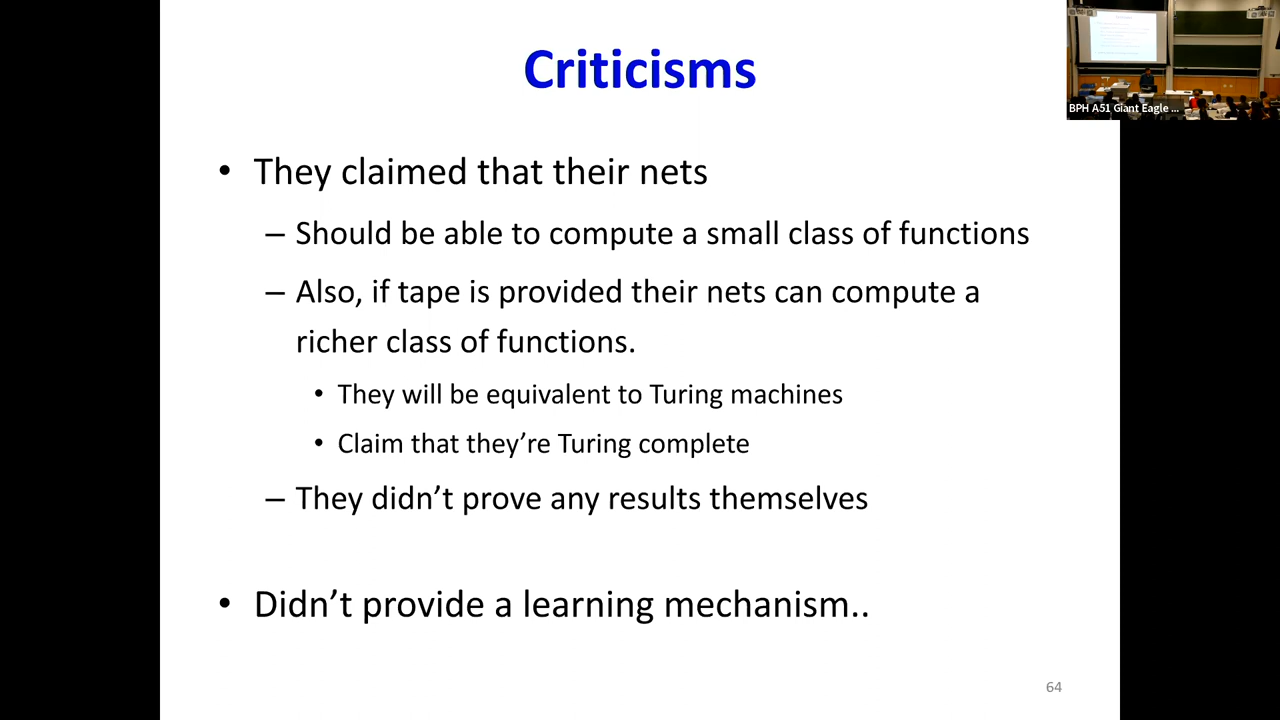 Criticisms
BPH A51 Giant Eagle ...
• They claimed that their nets
– Should be able to compute a small class of functions
– Also, if tape is provided their nets can compute a
richer class of functions.
• They will be equivalent to Turing machines
• Claim that they’re Turing complete
– They didn’t prove any results themselves
• Didn’t provide a learning mechanism..
64